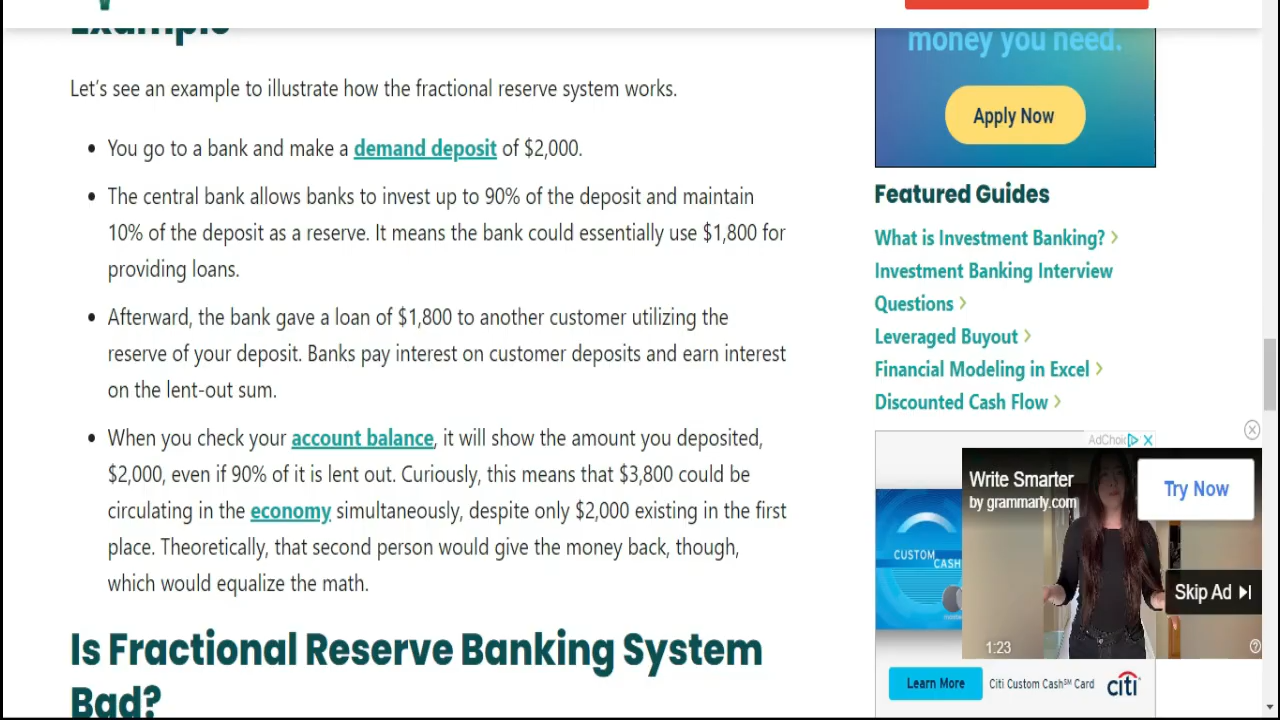 Example
Let's see an example to illustrate how the fractional reserve system works.
You go to a bank and make a demand deposit of $2,000.
The central bank allows banks to invest up to 90% of the deposit and maintain
10% of the deposit as a reserve. It means the bank could essentially use $1,800 for
providing loans.
Afterward, the bank gave a loan of $1,800 to another customer utilizing the
reserve of your deposit. Banks pay interest on customer deposits and earn interest
on the lent-out sum.
When you check your account balance, it will show the amount you deposited,
$2,000, even if 90% of it is lent out. Curiously, this means that $3,800 could be
circulating in the economy simultaneously, despite only $2,000 existing in the first
place. Theoretically, that second person would give the money back, though,
which would equalize the math.
Is Fractional Reserve Banking System
Bad?
money you need.
Apply Now
Featured Guides
What is Investment Banking?
Investment Banking Interview
Questions
Leveraged Buyout
Financial Modeling in Excel
Discounted Cash Flow
Write Smarter
by grammarly.com
Try Now
Skip Ad
1:23
CUSTOM
CASH
Learn More
Citi Custom Cash℠ Card
citi